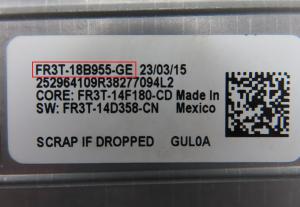 FR3T-18B955-GE 23/03/15
252964109R38277094L2
CORE: FR3T-14F180-CD Made In
SW: FR3T-14D358-CN Mexico
SCRAP IF DROPPED GUL0A